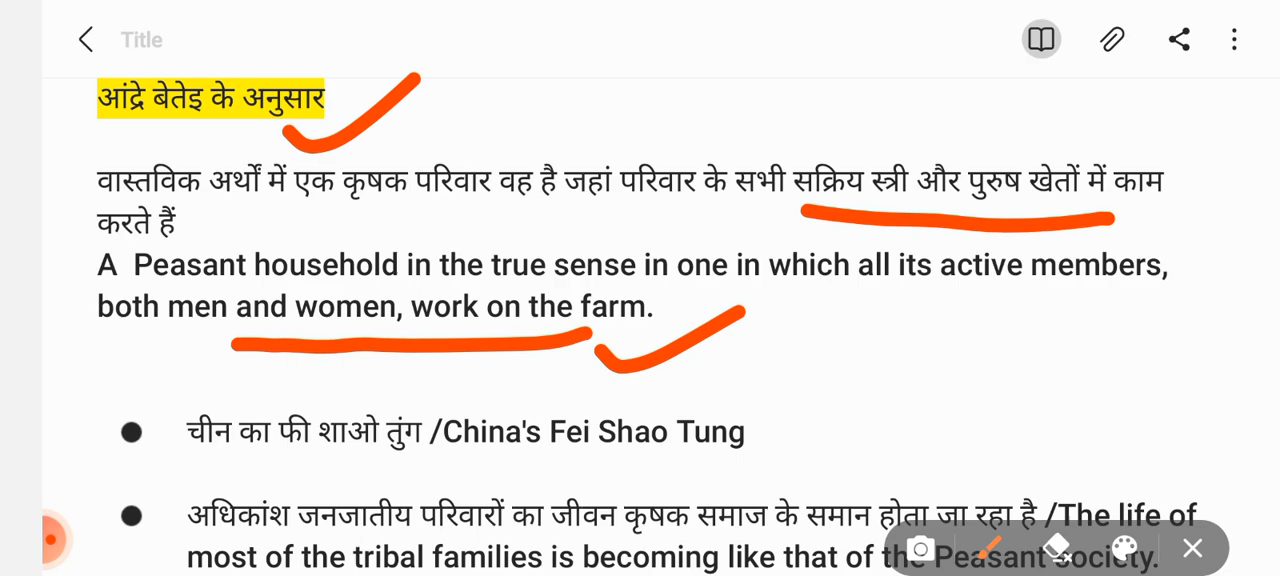 Title
आंद्रे बेतेइ के अनुसार
वास्तविक अर्थों में एक कृषक परिवार वह है जहां परिवार के सभी सक्रिय स्त्री और पुरुष खेतों में काम
करते हैं
A Peasant household in the true sense in one in which all its active members,
both men and women, work on the farm.
चीन का फी शाओ तुंग /China's Fei Shao Tung
अधिकांश जनजातीय परिवारों का जीवन कृषक समाज के समान होता जा रहा है /The life of
most of the tribal families is becoming like that of the Peasant Society.